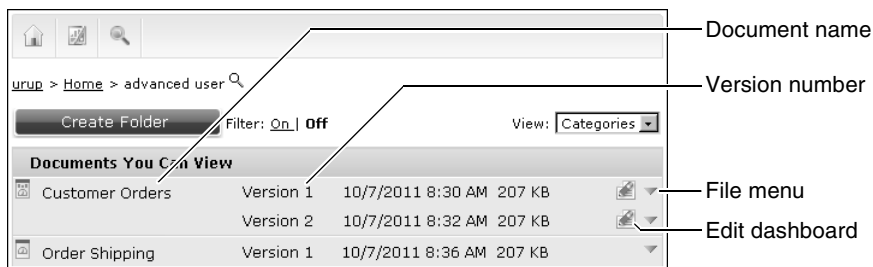 Document name
urup > Home > advanced user
Version number
Create Folder Filter: On | Off View: Categories
Documents You Can View
Customer Orders Version 1 10/7/2011 8:30 AM 207 KB
File menu
Version 2 10/7/2011 8:32 AM 207 KB
Edit dashboard
Order Shipping Version 1 10/7/2011 8:36 AM 207 KB